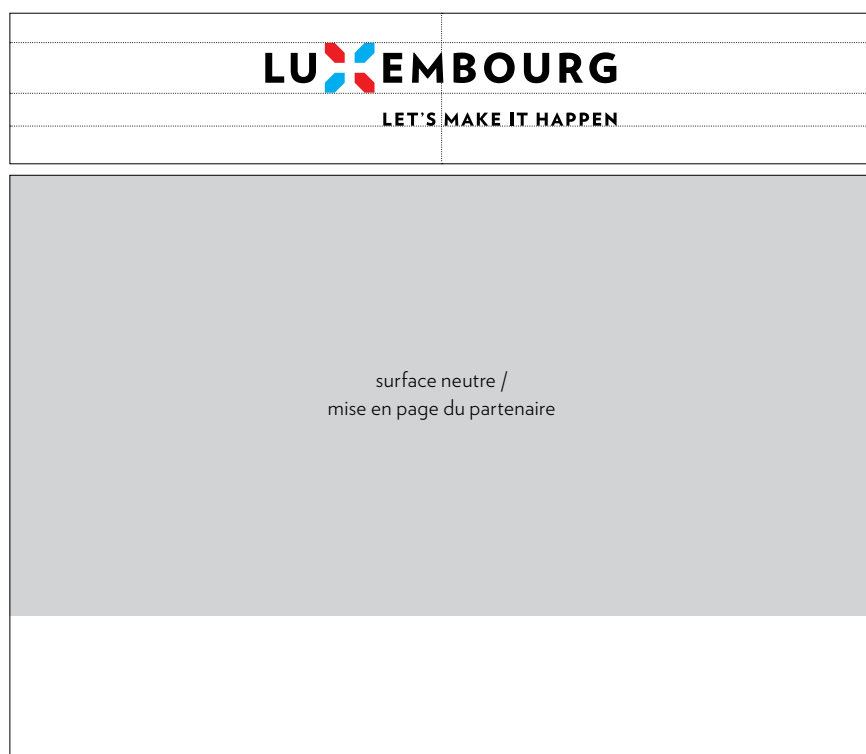 LUXEMBOURG
LET'S MAKE IT HAPPEN
surface neutre /
mise en page du partenaire